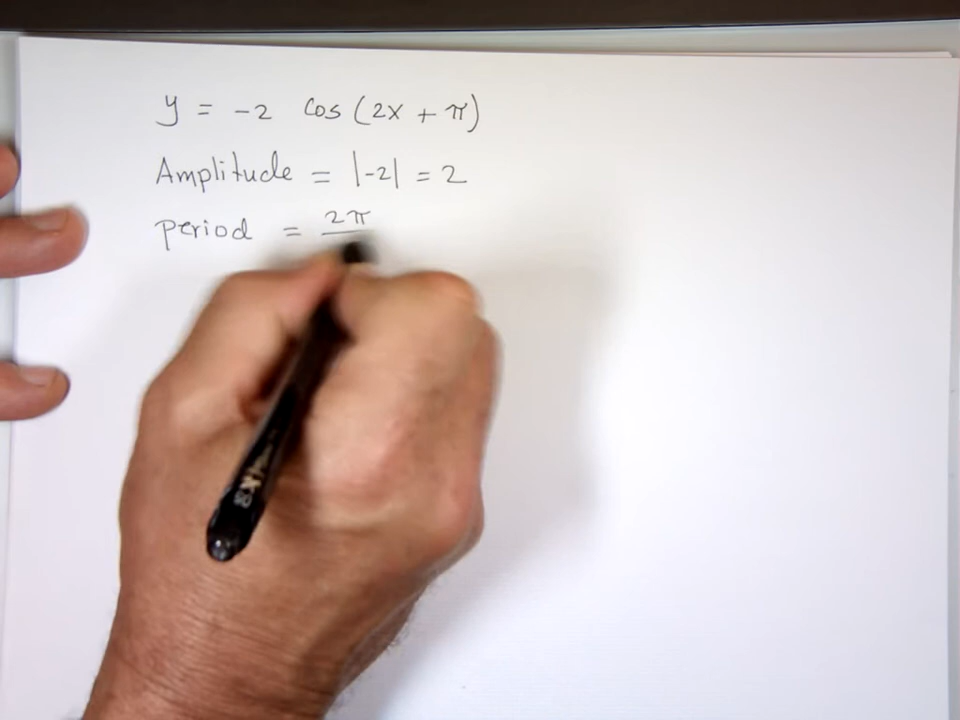 y = -2 cos (2x + π)
Amplitude = |-2| = 2
period = 2π